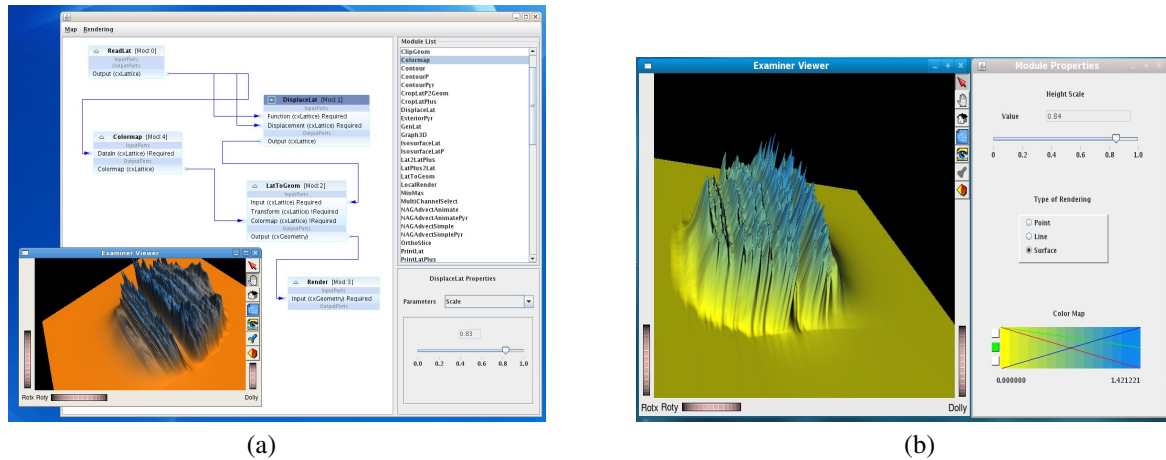 Map Rendering
ReadLat [Mod:0]
InputPorts
OutputPorts
Output (cxLattice)
DisplaceLat [Mod:1]
InputPorts
Function (cxLattice) Required
Displacement (cxLattice) Required
OutputPorts
Output (cxLattice)
Colormap [Mod:4]
InputPorts
DataIn (cxLattice) !Required
OutputPorts
Colormap (cxLattice)
LatToGeom [Mod:2]
InputPorts
Input (cxLattice) Required
Transform (cxLattice) !Required
Colormap (cxLattice) !Required
OutputPorts
Output (cxGeometry)
Render [Mod:3]
InputPorts
Input (cxGeometry) Required
OutputPorts
Examiner Viewer
Rotx Roty Dolly
Module List
ClipGeom
Colormap
Contour
ContourP
ContourPyr
CropLatP2Geom
CropLatPlus
DisplaceLat
ExteriorPyr
GenLat
Graph3D
IsosurfaceLat
IsosurfaceLatP
Lat2LatPlus
LatPlus2Lat
LatToGeom
LocalRender
MinMax
MultiChannelSelect
NAGAdvectAnimate
NAGAdvectAnimatePyr
NAGAdvectSimple
NAGAdvectSimplePyr
OrthoSlice
PrintLat
PrintLatPlus
DisplaceLat Properties
Parameters Scale
0.83
0.0 0.2 0.4 0.6 0.8 1.0
(a)
Examiner Viewer
Rotx Roty Dolly
Module Properties
Height Scale
Value 0.84
0 0.2 0.4 0.6 0.8 1.0
Type of Rendering
Point
Line
Surface
Color Map
0.000000 1.421221
(b)